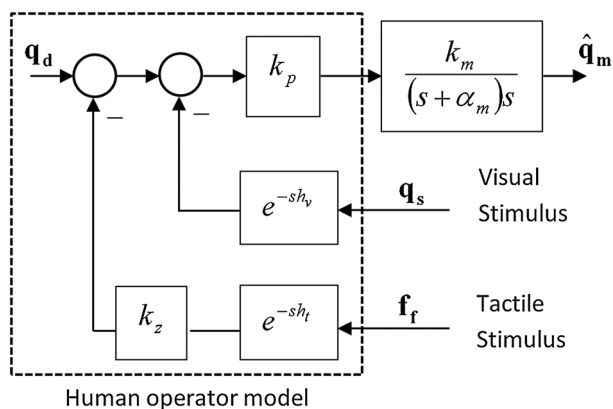 q_d
−
−
k_p
k_m
(s + α_m)s
q̂_m
e^{-sh_v}
q_s
Visual
Stimulus
k_z
e^{-sh_t}
f_f
Tactile
Stimulus
Human operator model